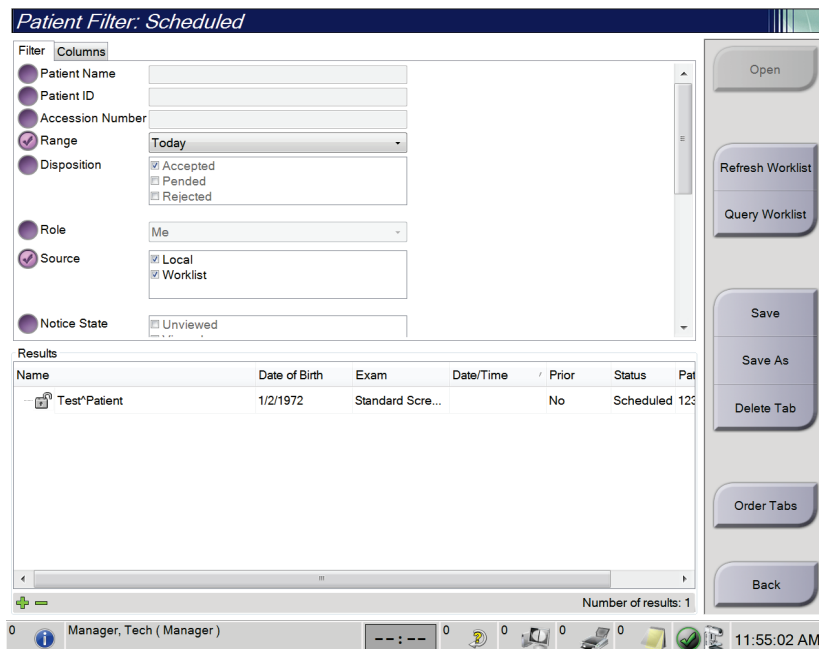 Patient Filter: Scheduled
Filter Columns
Patient Name
Patient ID
Accession Number
Range Today
Disposition Accepted
Pended
Rejected
Role Me
Source Local
Worklist
Notice State Unviewed
Open
Refresh Worklist
Query Worklist
Save
Save As
Delete Tab
Order Tabs
Back
Results
Name Date of Birth Exam Date/Time Prior Status Pat
Test^Patient 1/2/1972 Standard Scre... No Scheduled 123
Number of results: 1
0 Manager, Tech ( Manager ) --:-- 0 0 0 0 11:55:02 AM